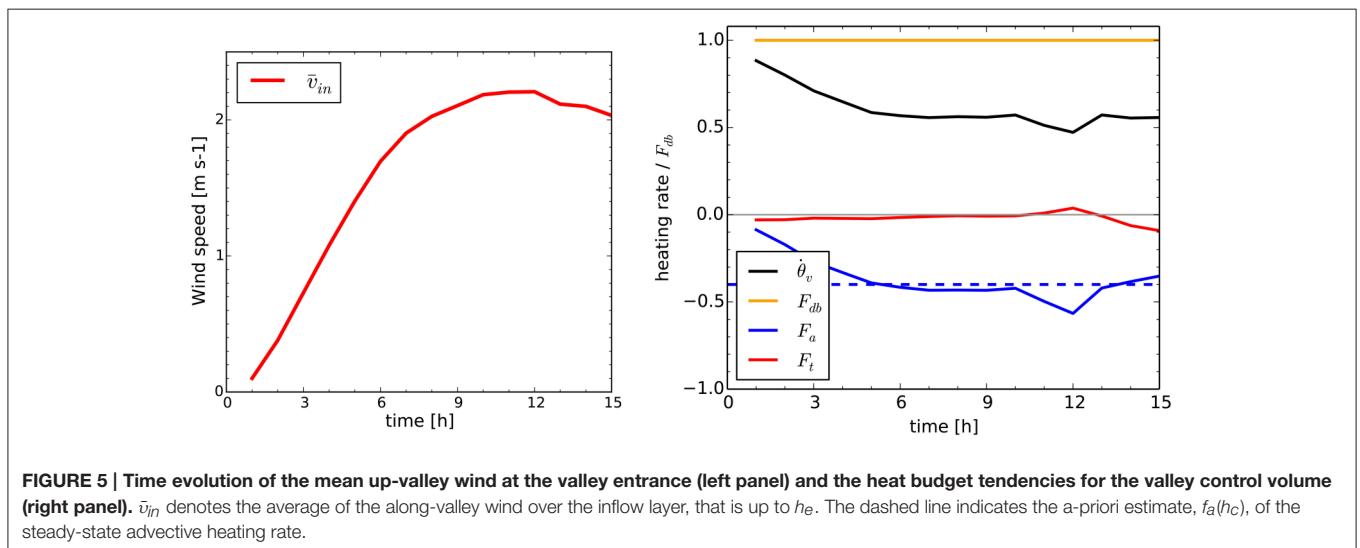 Wind speed [m s-1]
2
1
0
v̄_in
0 3 6 9 12 15
time [h]
heating rate / F_db
1.0
0.5
0.0
−0.5
−1.0
θ̇_v
F_db
F_a
F_t
0 3 6 9 12 15
time [h]
FIGURE 5 | Time evolution of the mean up-valley wind at the valley entrance (left panel) and the heat budget tendencies for the valley control volume
(right panel). v̄_in denotes the average of the along-valley wind over the inflow layer, that is up to h_e. The dashed line indicates the a-priori estimate, f_a(h_c), of the
steady-state advective heating rate.